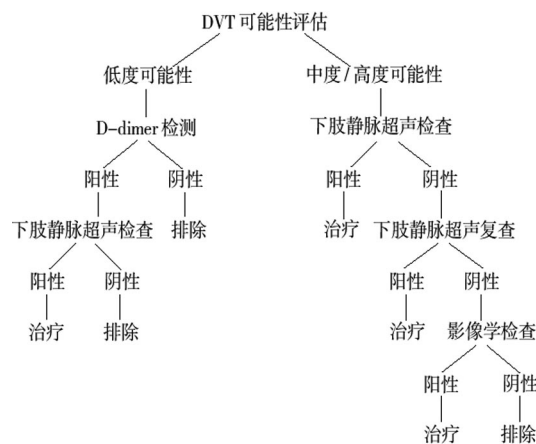 DVT 可能性评估
低度可能性 中度/高度可能性
D-dimer 检测 下肢静脉超声检查
阳性 阴性 阳性 阴性
下肢静脉超声检查 排除 治疗 下肢静脉超声复查
阳性 阴性 阳性 阴性
治疗 排除 治疗 影像学检查
阳性 阴性
治疗 排除